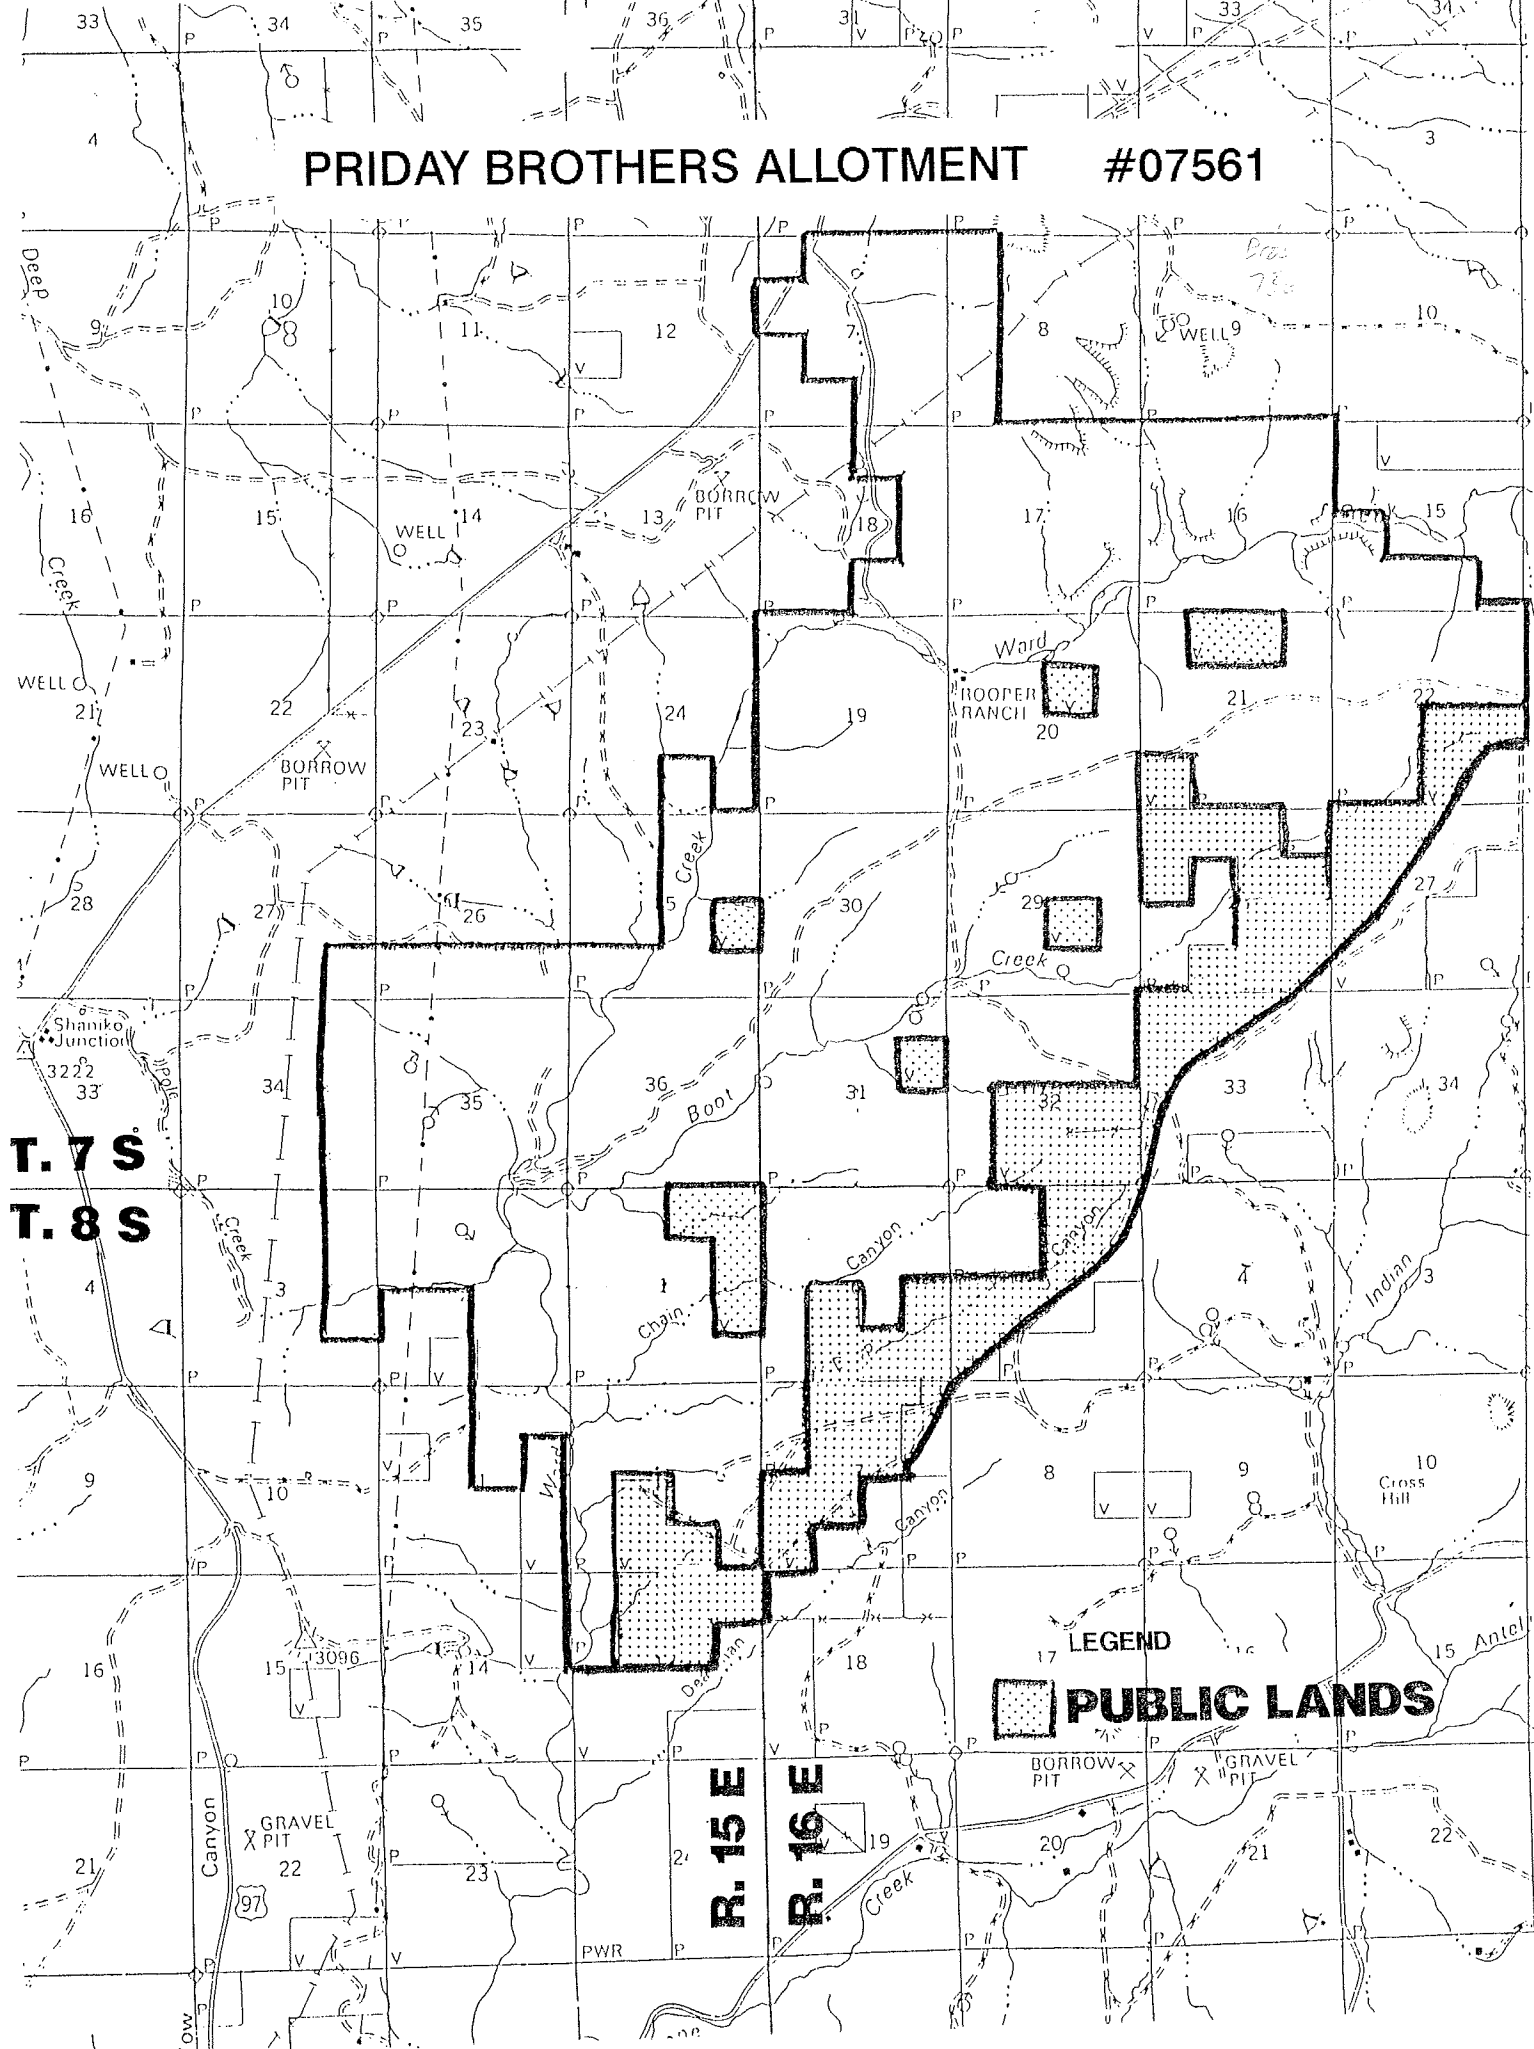 33 34 35 36 31 33 34
P P P P P V P
V
4 3
PRIDAY BROTHERS ALLOTMENT #07561
P P P P P P
Deep
9 10 11 12 7 8 WELL 9 10
V
P P P P P P P
V
16 15 WELL 14 13 BORROW
PIT 18 17 16 15
Creek
P P P P P P P
Ward
WELL 21 22 23 24 19 ROOPER
RANCH 20 21 22
V
V
WELL BORROW
PIT
P P P P V V
Creek
28 27 26 5 30 29 27
V V
Creek
P P P P P V P
Shaniko
Junction
3222
33 34 35 36 31 32 33 34
V
Boot
T. 7 S
P P P P P V P P
T. 8 S
Creek
Canyon Canyon
4 3 1 4 3
Indian
Chain
V
P P V P P P P P
9 10 8 9 10
Cross
Hill
V V V
Canyon
P P V P V V P P P P
16 15 3096 14 18 17 16 15
V V P
LEGEND
PUBLIC LANDS
P P P V P V P P P
BORROW
PIT
GRAVEL
PIT
R. 15 E
R. 16 E
Canyon
GRAVEL
PIT
21 22 23 19 20 21 22
97
Creek
P
V V PWR P P P P P
P